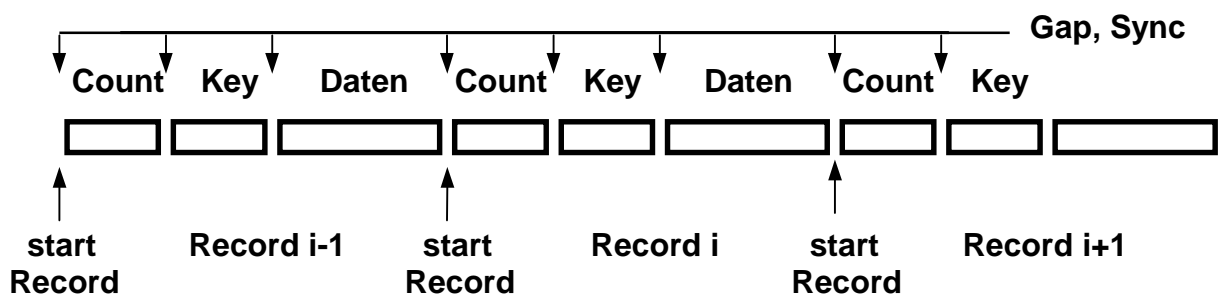 Gap, Sync
Count Key Daten Count Key Daten Count Key
start Record i-1 start Record i start Record i+1
Record Record Record